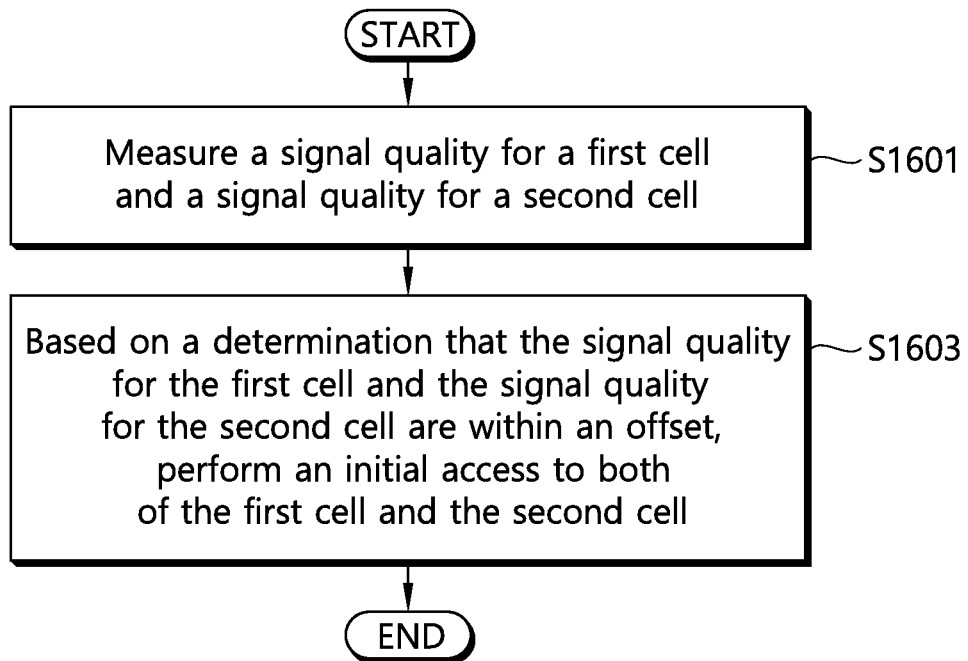 START
Measure a signal quality for a first cell
and a signal quality for a second cell
S1601
Based on a determination that the signal quality
for the first cell and the signal quality
for the second cell are within an offset,
perform an initial access to both
of the first cell and the second cell
S1603
END